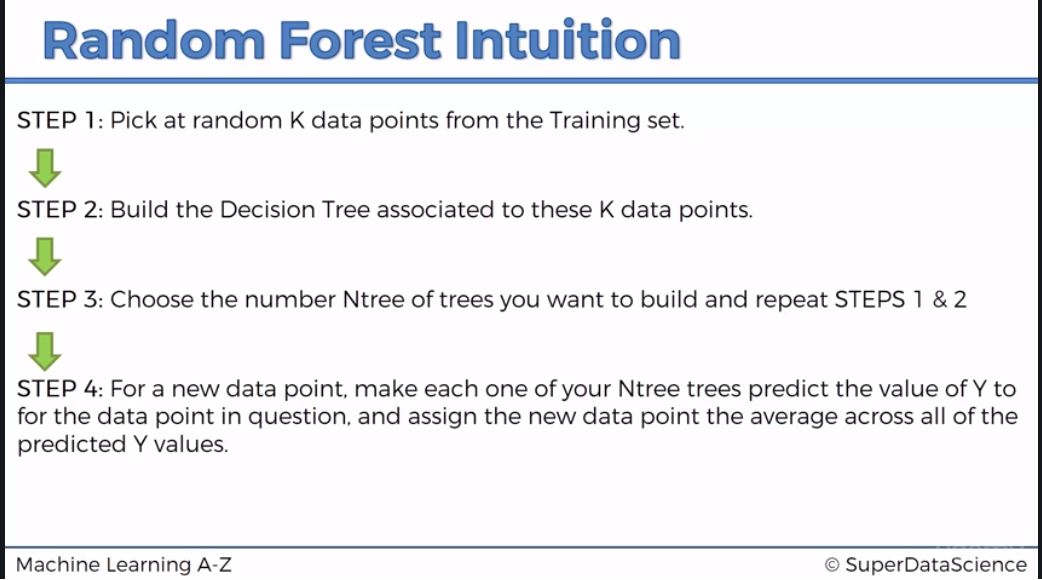 Random Forest Intuition
STEP 1: Pick at random K data points from the Training set.
STEP 2: Build the Decision Tree associated to these K data points.
STEP 3: Choose the number Ntree of trees you want to build and repeat STEPS 1 & 2
STEP 4: For a new data point, make each one of your Ntree trees predict the value of Y to
for the data point in question, and assign the new data point the average across all of the
predicted Y values.
Machine Learning A-Z
© SuperDataScience